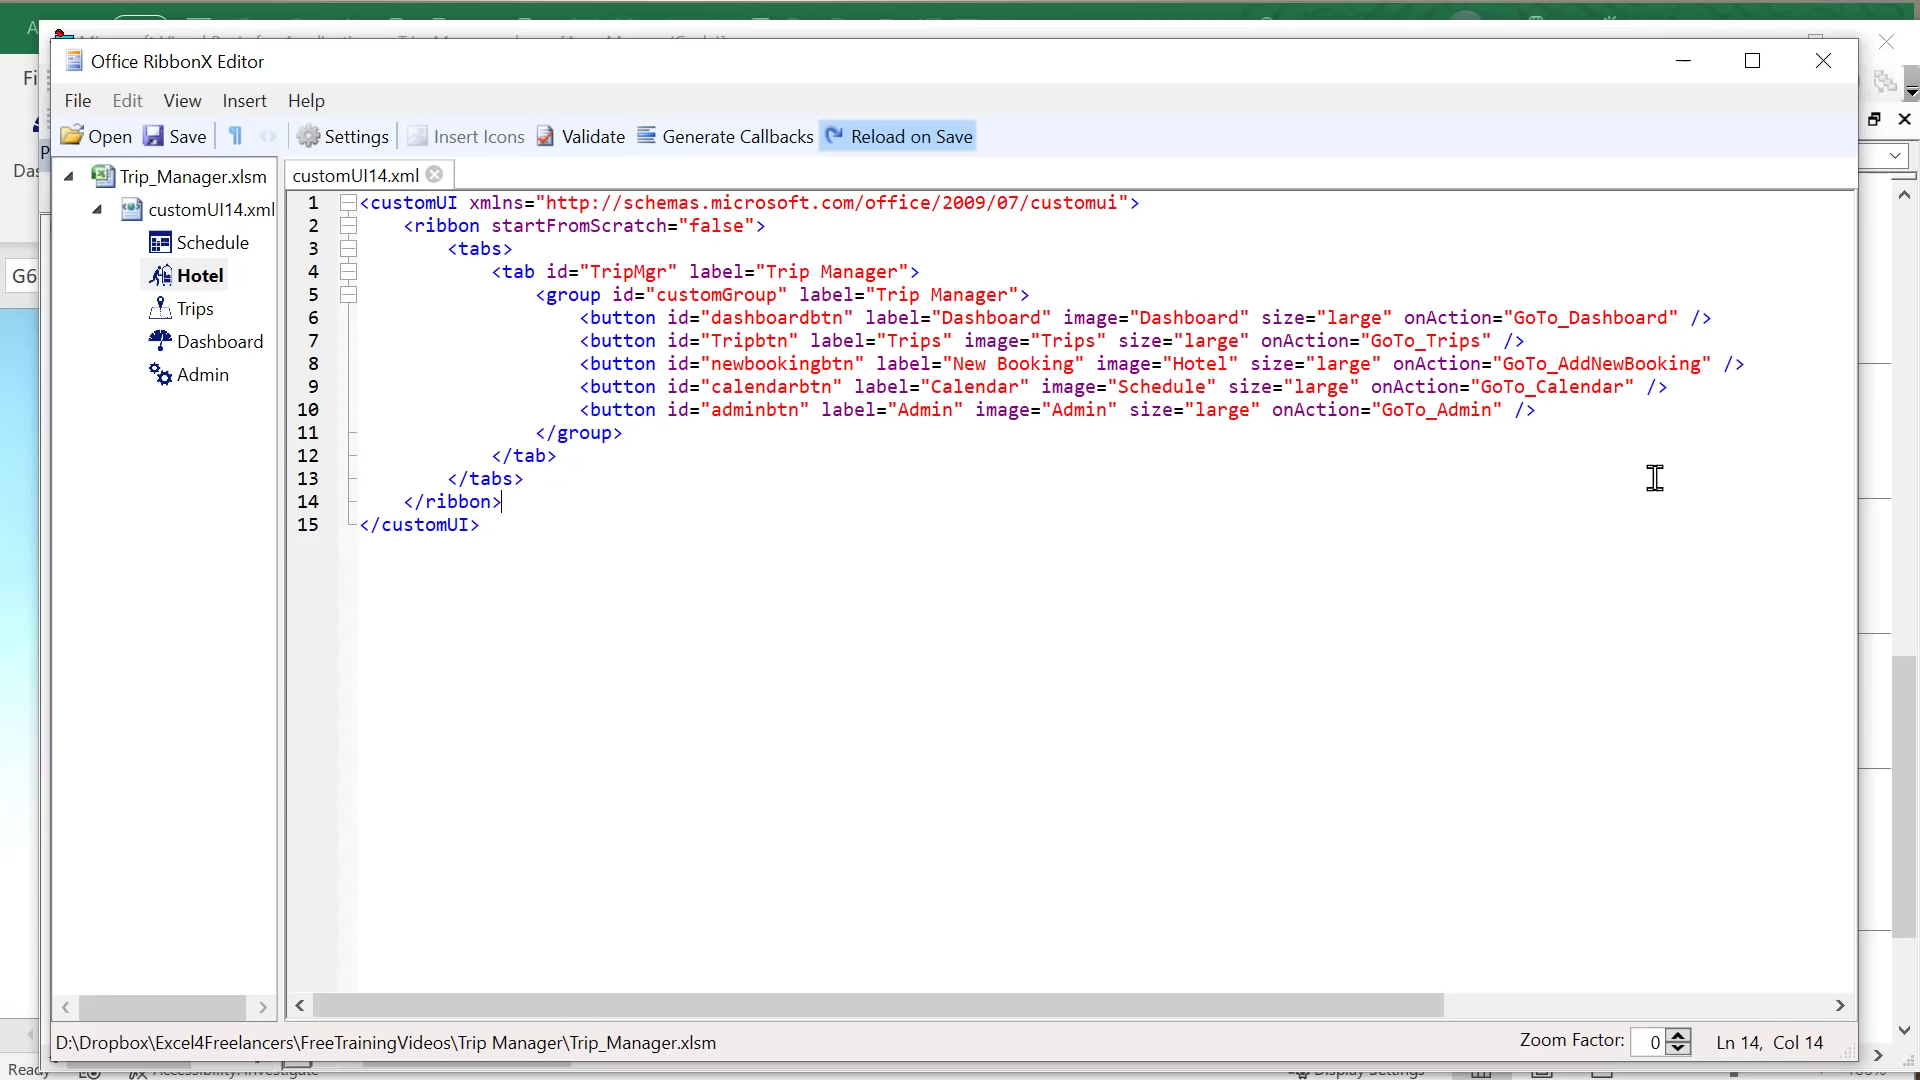 Office RibbonX Editor
File Edit View Insert Help
Open Save Settings Insert Icons Validate Generate Callbacks Reload on Save
Trip_Manager.xlsm
customUI14.xml
Schedule
Hotel
Trips
Dashboard
Admin
customUI14.xml
1 <customUI xmlns="http://schemas.microsoft.com/office/2009/07/customui">
2 <ribbon startFromScratch="false">
3 <tabs>
4 <tab id="TripMgr" label="Trip Manager">
5 <group id="customGroup" label="Trip Manager">
6 <button id="dashboardbtn" label="Dashboard" image="Dashboard" size="large" onAction="GoTo_Dashboard" />
7 <button id="Tripbtn" label="Trips" image="Trips" size="large" onAction="GoTo_Trips" />
8 <button id="newbookingbtn" label="New Booking" image="Hotel" size="large" onAction="GoTo_AddNewBooking" />
9 <button id="calendarbtn" label="Calendar" image="Schedule" size="large" onAction="GoTo_Calendar" />
10 <button id="adminbtn" label="Admin" image="Admin" size="large" onAction="GoTo_Admin" />
11 </group>
12 </tab>
13 </tabs>
14 </ribbon>
15 </customUI>
G6
D:\Dropbox\Excel4Freelancers\FreeTrainingVideos\Trip Manager\Trip_Manager.xlsm
Zoom Factor: 0 Ln 14, Col 14